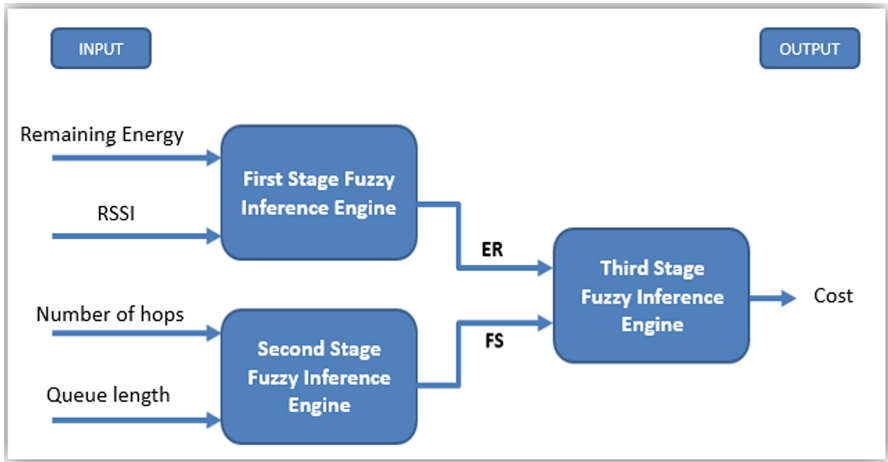 INPUT
OUTPUT
Remaining Energy
RSSI
First Stage Fuzzy
Inference Engine
ER
Number of hops
Queue length
Second Stage
Fuzzy Inference
Engine
FS
Third Stage
Fuzzy Inference
Engine
Cost